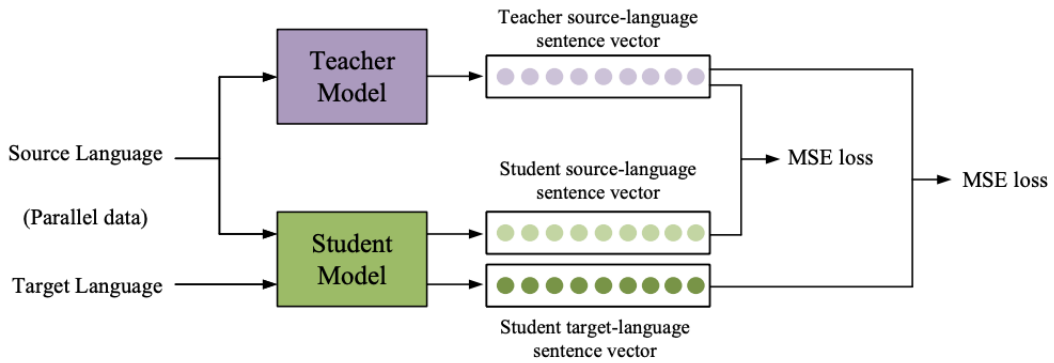 Teacher source-language
sentence vector
Teacher
Model
Source Language
MSE loss
Student source-language
sentence vector
MSE loss
(Parallel data)
Student
Model
Target Language
Student target-language
sentence vector